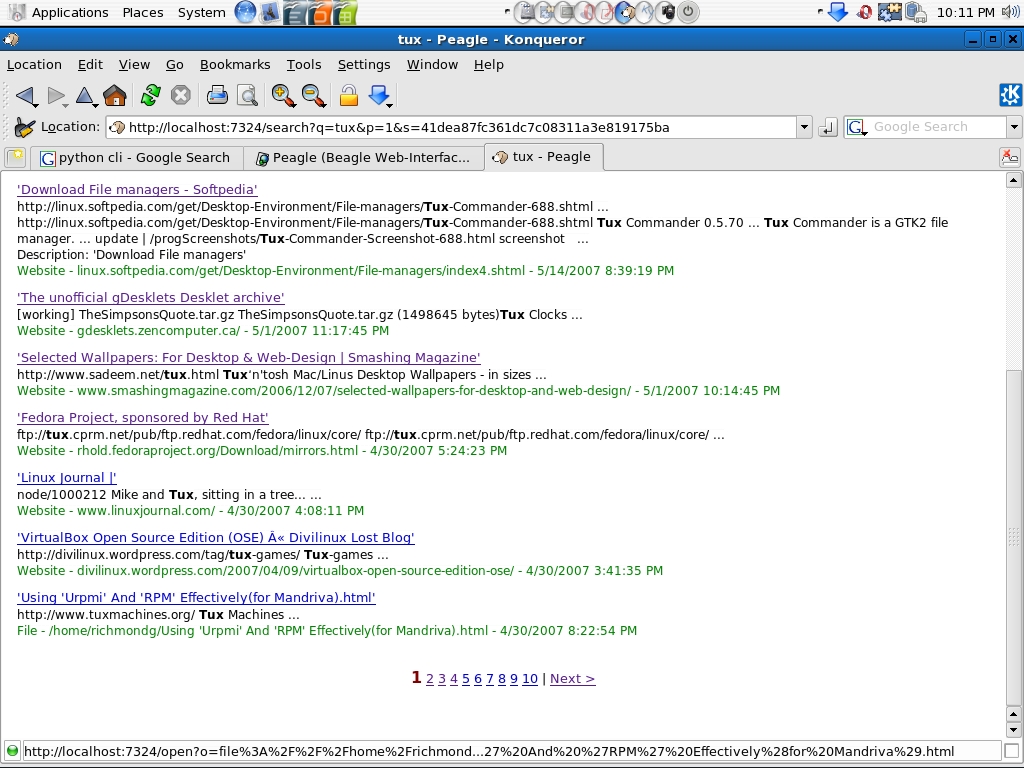 Applications Places System 10:11 PM
tux - Peagle - Konqueror
Location Edit View Go Bookmarks Tools Settings Window Help
Location: http://localhost:7324/search?q=tux&p=1&s=41dea87fc361dc7c08311a3e819175ba Google Search
python cli - Google Search Peagle (Beagle Web-Interfac... tux - Peagle
'Download File managers - Softpedia'
http://linux.softpedia.com/get/Desktop-Environment/File-managers/Tux-Commander-688.shtml ...
http://linux.softpedia.com/get/Desktop-Environment/File-managers/Tux-Commander-688.shtml Tux Commander 0.5.70 ... Tux Commander is a GTK2 file
manager. ... update | /progScreenshots/Tux-Commander-Screenshot-688.html screenshot ...
Description: 'Download File managers'
Website - linux.softpedia.com/get/Desktop-Environment/File-managers/index4.shtml - 5/14/2007 8:39:19 PM
'The unofficial gDesklets Desklet archive'
[working] TheSimpsonsQuote.tar.gz TheSimpsonsQuote.tar.gz (1498645 bytes)Tux Clocks ...
Website - gdesklets.zencomputer.ca/ - 5/1/2007 11:17:45 PM
'Selected Wallpapers: For Desktop & Web-Design | Smashing Magazine'
http://www.sadeem.net/tux.html Tux'n'tosh Mac/Linus Desktop Wallpapers - in sizes ...
Website - www.smashingmagazine.com/2006/12/07/selected-wallpapers-for-desktop-and-web-design/ - 5/1/2007 10:14:45 PM
'Fedora Project, sponsored by Red Hat'
ftp://tux.cprm.net/pub/ftp.redhat.com/fedora/linux/core/ ftp://tux.cprm.net/pub/ftp.redhat.com/fedora/linux/core/ ...
Website - rhold.fedoraproject.org/Download/mirrors.html - 4/30/2007 5:24:23 PM
'Linux Journal |'
node/1000212 Mike and Tux, sitting in a tree... ...
Website - www.linuxjournal.com/ - 4/30/2007 4:08:11 PM
'VirtualBox Open Source Edition (OSE) Â« Divilinux Lost Blog'
http://divilinux.wordpress.com/tag/tux-games/ Tux-games ...
Website - divilinux.wordpress.com/2007/04/09/virtualbox-open-source-edition-ose/ - 4/30/2007 3:41:35 PM
'Using 'Urpmi' And 'RPM' Effectively(for Mandriva).html'
http://www.tuxmachines.org/ Tux Machines ...
File - /home/richmondg/Using 'Urpmi' And 'RPM' Effectively(for Mandriva).html - 4/30/2007 8:22:54 PM
1 2 3 4 5 6 7 8 9 10 | Next >
http://localhost:7324/open?o=file%3A%2F%2F%2Fhome%2Frichmond...27%20And%20%27RPM%27%20Effectively%28for%20Mandriva%29.html